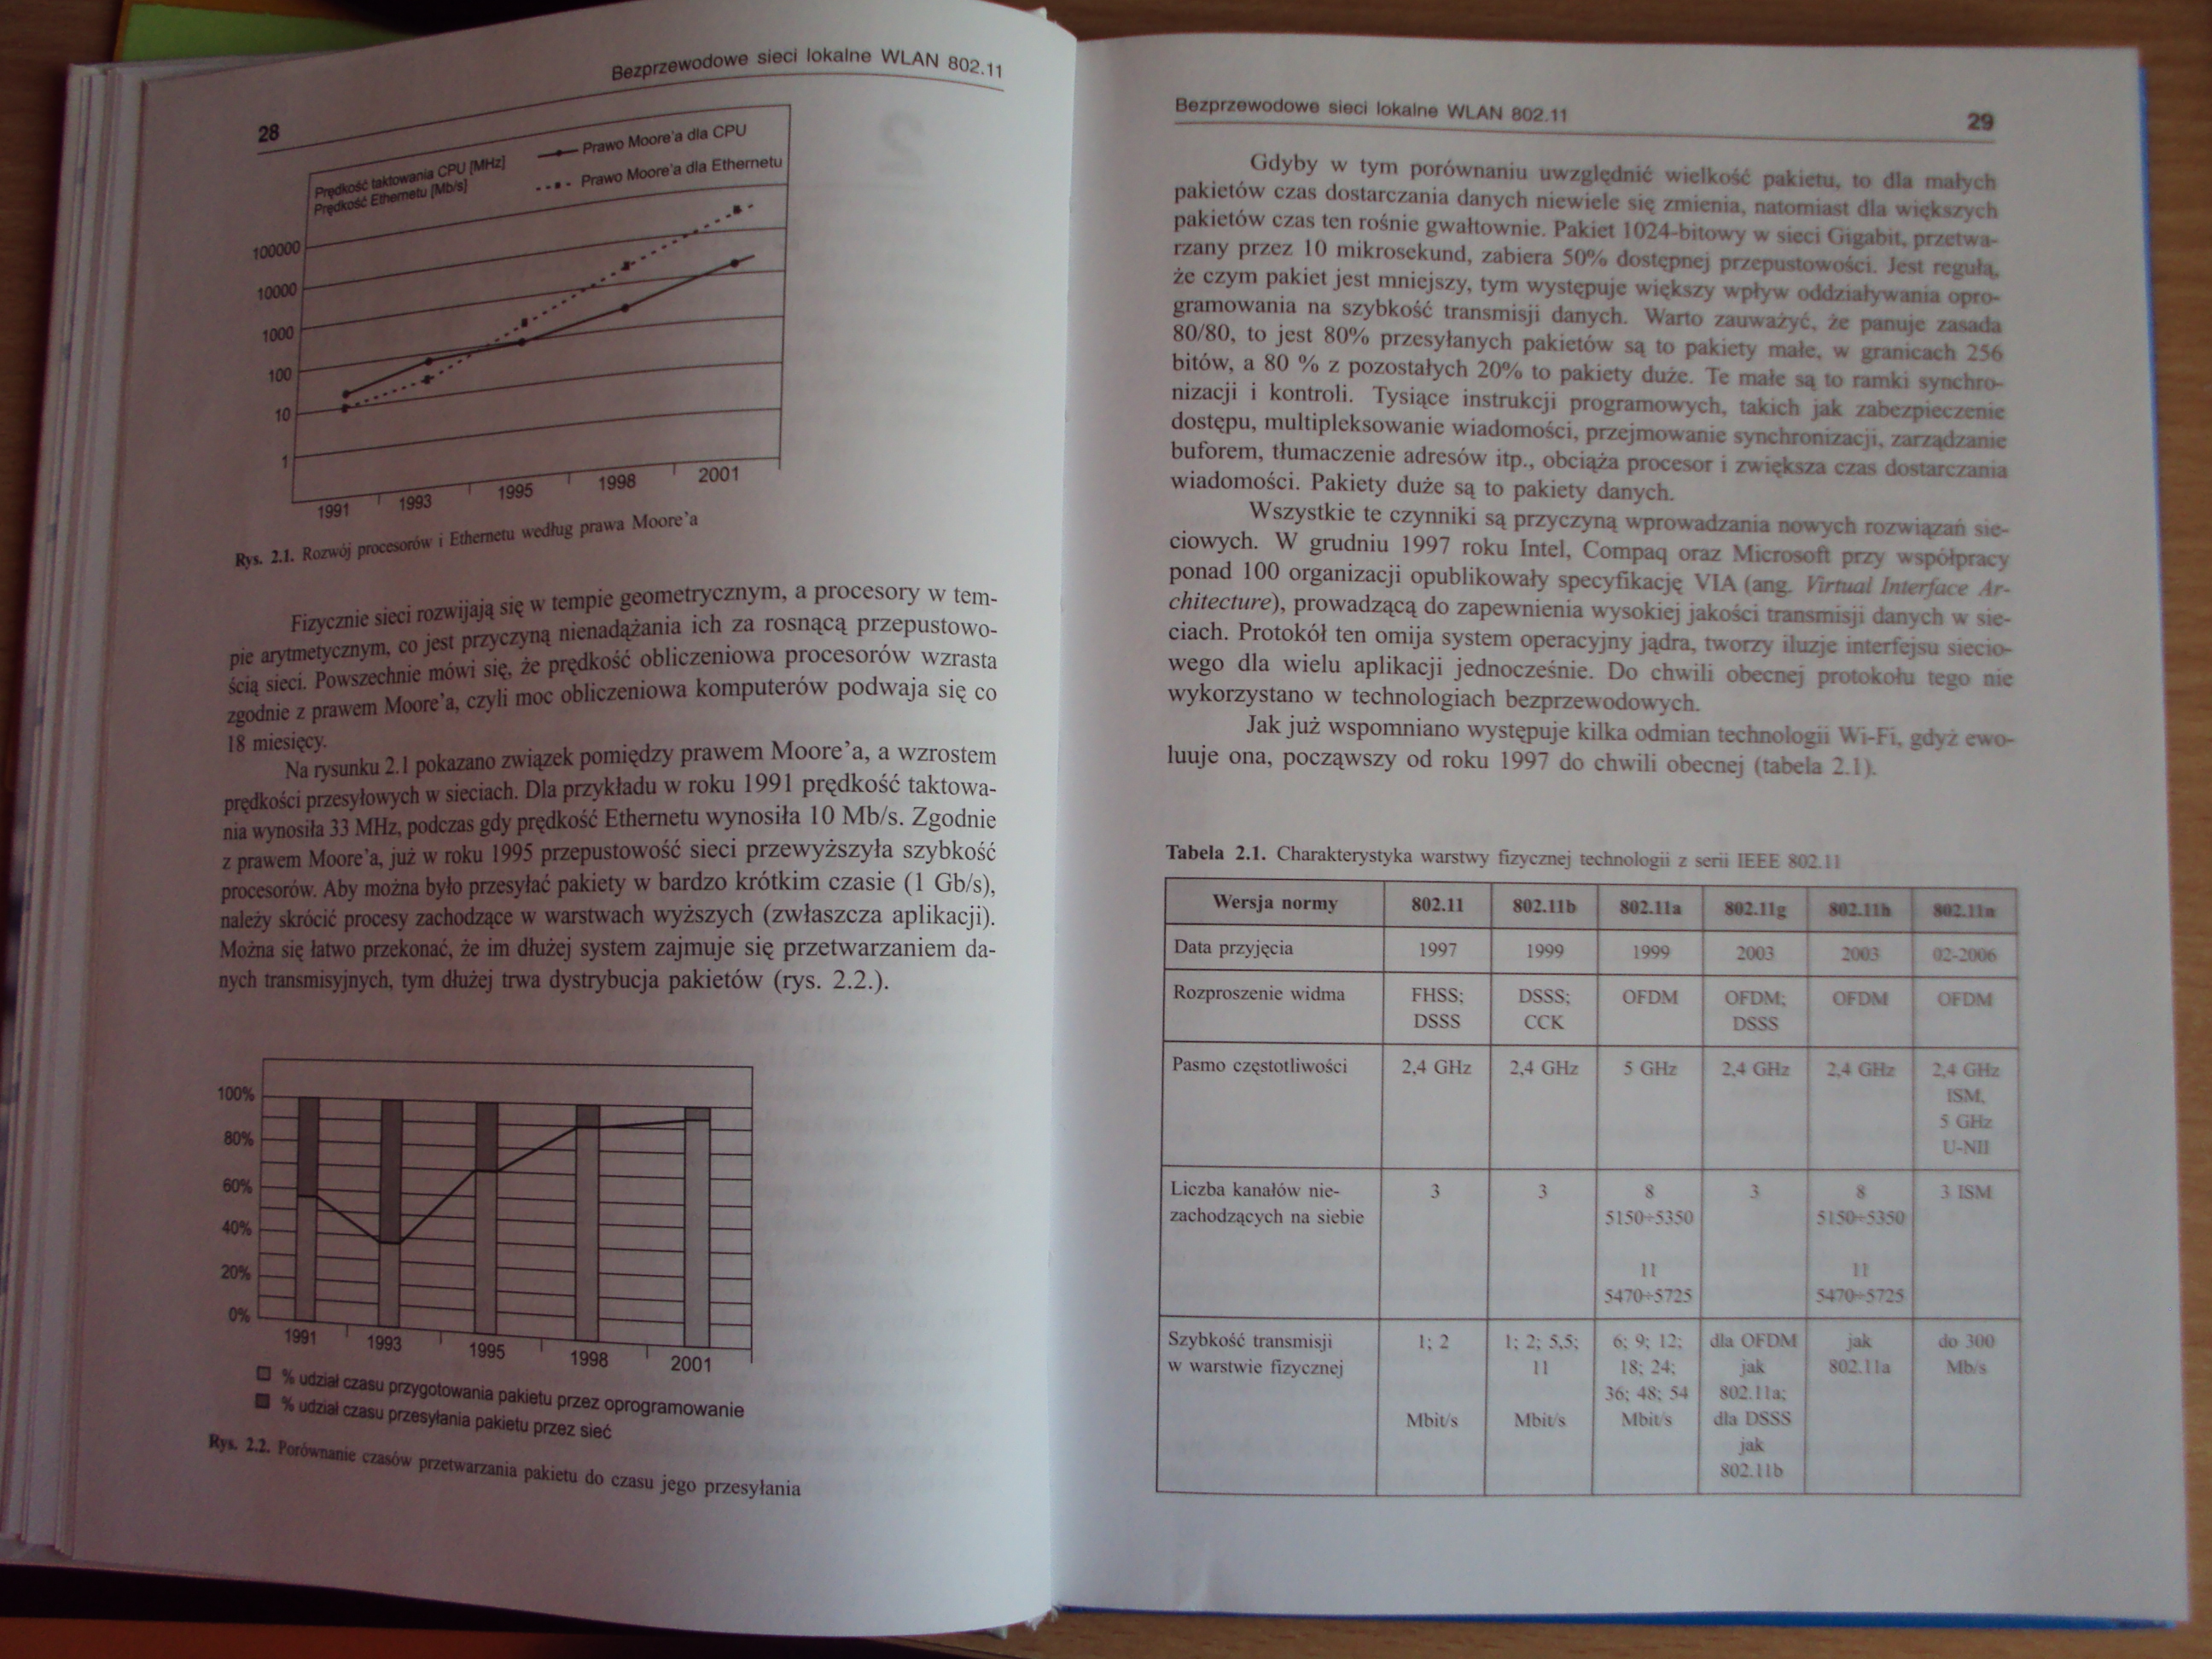 28
Bezprzewodowe sieci lokalne WLAN 802.11
Prędkość taktowania CPU [MHz]
Prędkość Ethernetu [Mb/s]
Prawo Moore'a dla CPU
Prawo Moore'a dla Ethernetu
100000
10000
1000
100
10
1
1991 1993 1995 1998 2001
Rys. 2.1. Rozwój procesorów i Ethernetu według prawa Moore'a
Fizycznie sieci rozwijają się w tempie geometrycznym, a procesory w tem-
pie arytmetycznym, co jest przyczyną nienadążania ich za rosnącą przepustowo-
ścią sieci. Powszechnie mówi się, że prędkość obliczeniowa procesorów wzrasta
zgodnie z prawem Moore'a, czyli moc obliczeniowa komputerów podwaja się co
18 miesięcy.
Na rysunku 2.1 pokazano związek pomiędzy prawem Moore'a, a wzrostem
prędkości przesyłowych w sieciach. Dla przykładu w roku 1991 prędkość taktowa-
nia wynosiła 33 MHz, podczas gdy prędkość Ethernetu wynosiła 10 Mb/s. Zgodnie
z prawem Moore'a, już w roku 1995 przepustowość sieci przewyższyła szybkość
procesorów. Aby można było przesyłać pakiety w bardzo krótkim czasie (1 Gb/s),
należy skrócić procesy zachodzące w warstwach wyższych (zwłaszcza aplikacji).
Można się łatwo przekonać, że im dłużej system zajmuje się przetwarzaniem da-
nych transmisyjnych, tym dłużej trwa dystrybucja pakietów (rys. 2.2.).
100%
80%
60%
40%
20%
0%
1991 1993 1995 1998 2001
% udział czasu przygotowania pakietu przez oprogramowanie
% udział czasu przesyłania pakietu przez sieć
Rys. 2.2. Porównanie czasów przetwarzania pakietu do czasu jego przesyłania
Bezprzewodowe sieci lokalne WLAN 802.11
29
Gdyby w tym porównaniu uwzględnić wielkość pakietu, to dla małych
pakietów czas dostarczania danych niewiele się zmienia, natomiast dla większych
pakietów czas ten rośnie gwałtownie. Pakiet 1024-bitowy w sieci Gigabit, przetwa-
rzany przez 10 mikrosekund, zabiera 50% dostępnej przepustowości. Jest regułą,
że czym pakiet jest mniejszy, tym występuje większy wpływ oddziaływania opro-
gramowania na szybkość transmisji danych. Warto zauważyć, że panuje zasada
80/80, to jest 80% przesyłanych pakietów są to pakiety małe, w granicach 256
bitów, a 80 % z pozostałych 20% to pakiety duże. Te małe są to ramki synchro-
nizacji i kontroli. Tysiące instrukcji programowych, takich jak zabezpieczenie
dostępu, multipleksowanie wiadomości, przejmowanie synchronizacji, zarządzanie
buforem, tłumaczenie adresów itp., obciąża procesor i zwiększa czas dostarczania
wiadomości. Pakiety duże są to pakiety danych.
Wszystkie te czynniki są przyczyną wprowadzania nowych rozwiązań sie-
ciowych. W grudniu 1997 roku Intel, Compaq oraz Microsoft przy współpracy
ponad 100 organizacji opublikowały specyfikację VIA (ang. Virtual Interface Ar-
chitecture), prowadzącą do zapewnienia wysokiej jakości transmisji danych w sie-
ciach. Protokół ten omija system operacyjny jądra, tworzy iluzje interfejsu siecio-
wego dla wielu aplikacji jednocześnie. Do chwili obecnej protokołu tego nie
wykorzystano w technologiach bezprzewodowych.
Jak już wspomniano występuje kilka odmian technologii Wi-Fi, gdyż ewo-
luuje ona, począwszy od roku 1997 do chwili obecnej (tabela 2.1).
Tabela 2.1. Charakterystyka warstwy fizycznej technologii z serii IEEE 802.11
Wersja normy 802.11 802.11b 802.11a 802.11g 802.11h 802.11n
Data przyjęcia 1997 1999 1999 2003 2003 02-2006
Rozproszenie widma FHSS; DSSS; OFDM OFDM; OFDM OFDM
DSSS CCK DSSS
Pasmo częstotliwości 2,4 GHz 2,4 GHz 5 GHz 2,4 GHz 2,4 GHz 2,4 GHz
ISM,
5 GHz
U-NII
Liczba kanałów nie- 3 3 8 3 8 3 ISM
zachodzących na siebie 5150÷5350 5150÷5350
11 11
5470÷5725 5470÷5725
Szybkość transmisji 1; 2 1; 2; 5,5; 6; 9; 12; dla OFDM jak do 300
w warstwie fizycznej 11 18; 24; jak 802.11a Mb/s
36; 48; 54 802.11a;
Mbit/s Mbit/s Mbit/s dla DSSS
jak
802.11b